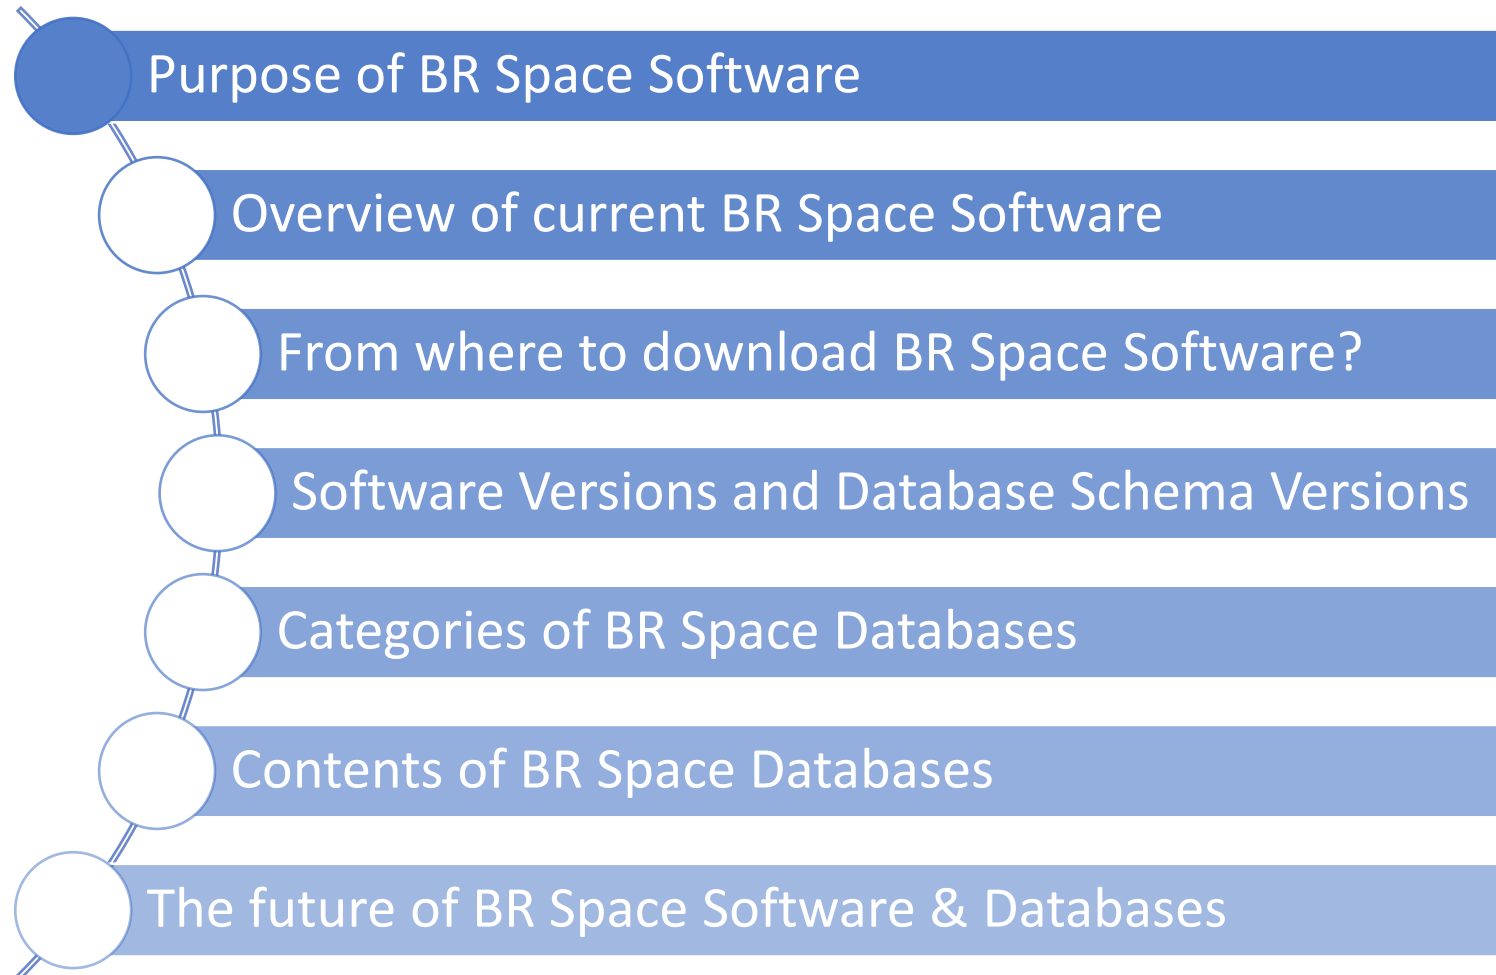 Purpose of BR Space Software
Overview of current BR Space Software
From where to download BR Space Software?
Software Versions and Database Schema Versions
Categories of BR Space Databases
Contents of BR Space Databases
The future of BR Space Software & Databases